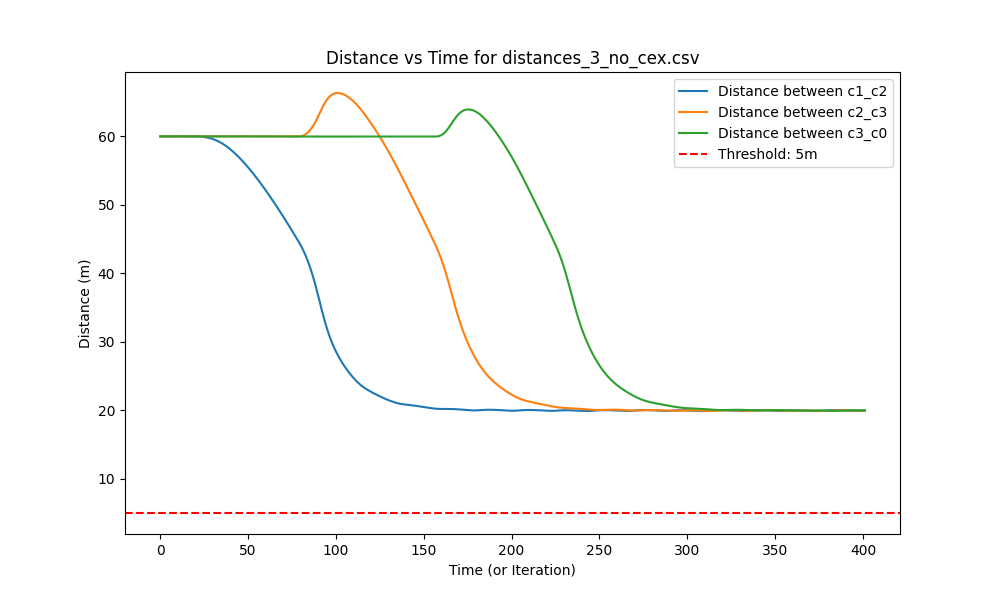 Distance vs Time for distances_3_no_cex.csv
Distance between c1_c2
Distance between c2_c3
Distance between c3_c0
Threshold: 5m
Distance (m)
60
50
40
30
20
10
0 50 100 150 200 250 300 350 400
Time (or Iteration)